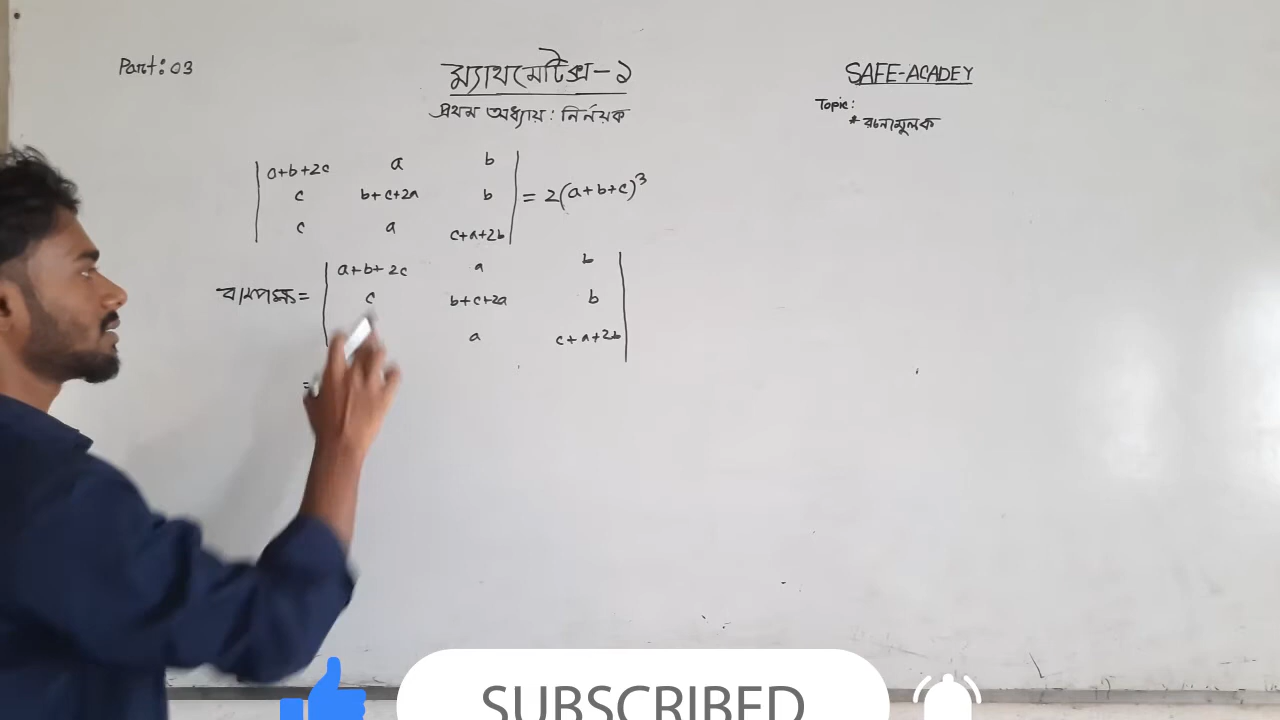 Part: 03
ম্যাথমেটিক্স-১
প্রথম অধ্যায়: নির্নয়ক
SAFE-ACADEY
Topic:
* রচনামূলক
a+b+2c a b
c b+c+2a b = 2(a+b+c)³
c a c+a+2b
a+b+2c a b
বামপক্ষ= c b+c+2a b
a c+a+2b
=
SUBSCRIBED